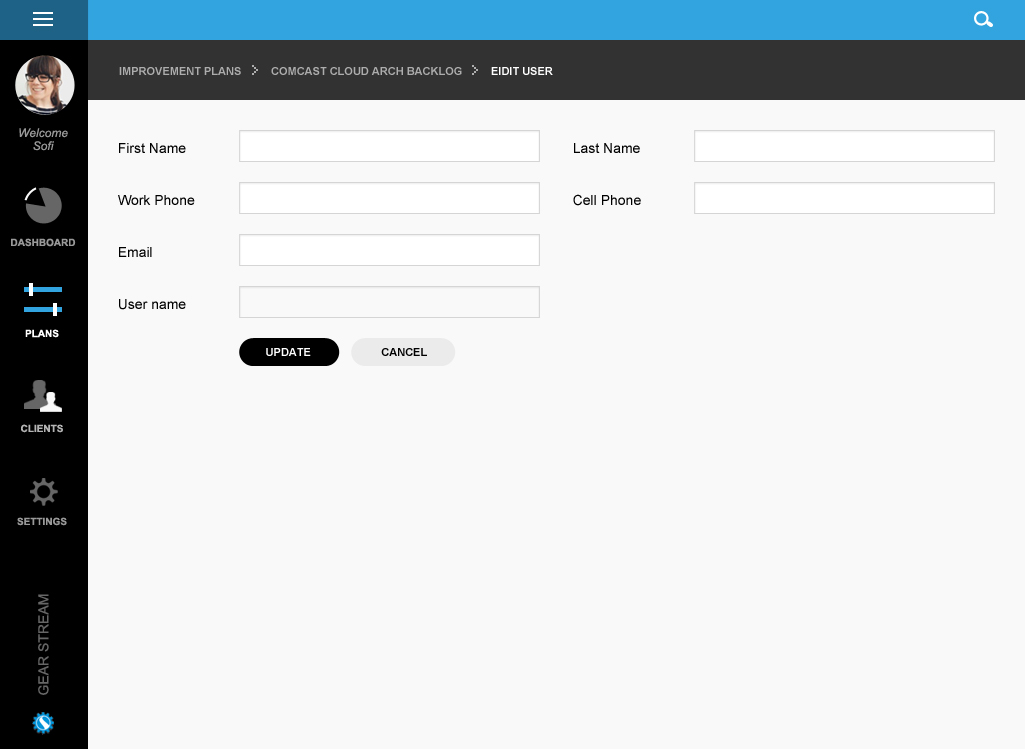 IMPROVEMENT PLANS > COMCAST CLOUD ARCH BACKLOG > EIDIT USER
Welcome
Sofi
DASHBOARD
PLANS
CLIENTS
SETTINGS
GEAR STREAM
First Name
Last Name
Work Phone
Cell Phone
Email
User name
UPDATE
CANCEL